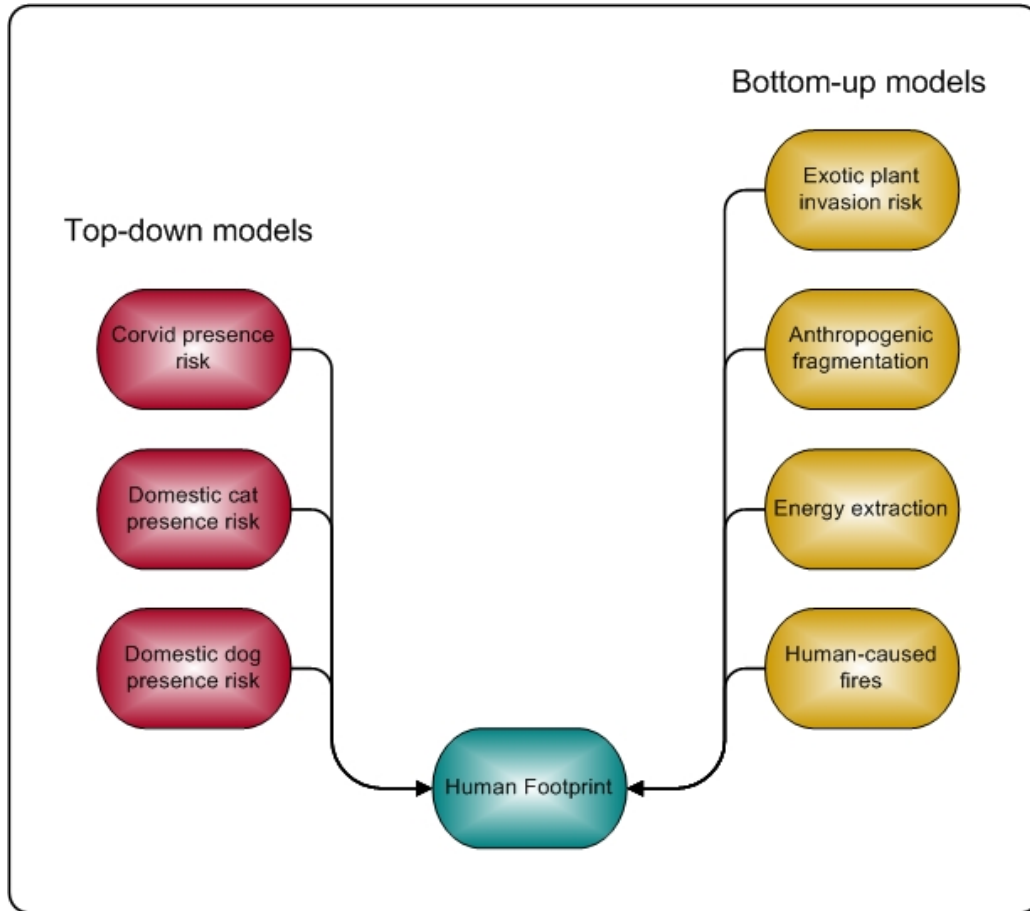 Bottom-up models
Exotic plant
invasion risk
Top-down models
Corvid presence
risk
Anthropogenic
fragmentation
Domestic cat
presence risk
Energy extraction
Domestic dog
presence risk
Human-caused
fires
Human Footprint